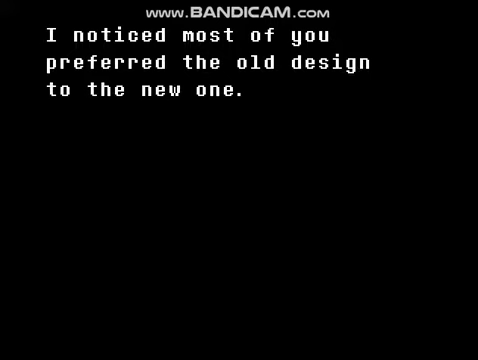 www.BANDICAM.com
I noticed most of you
preferred the old design
to the new one.